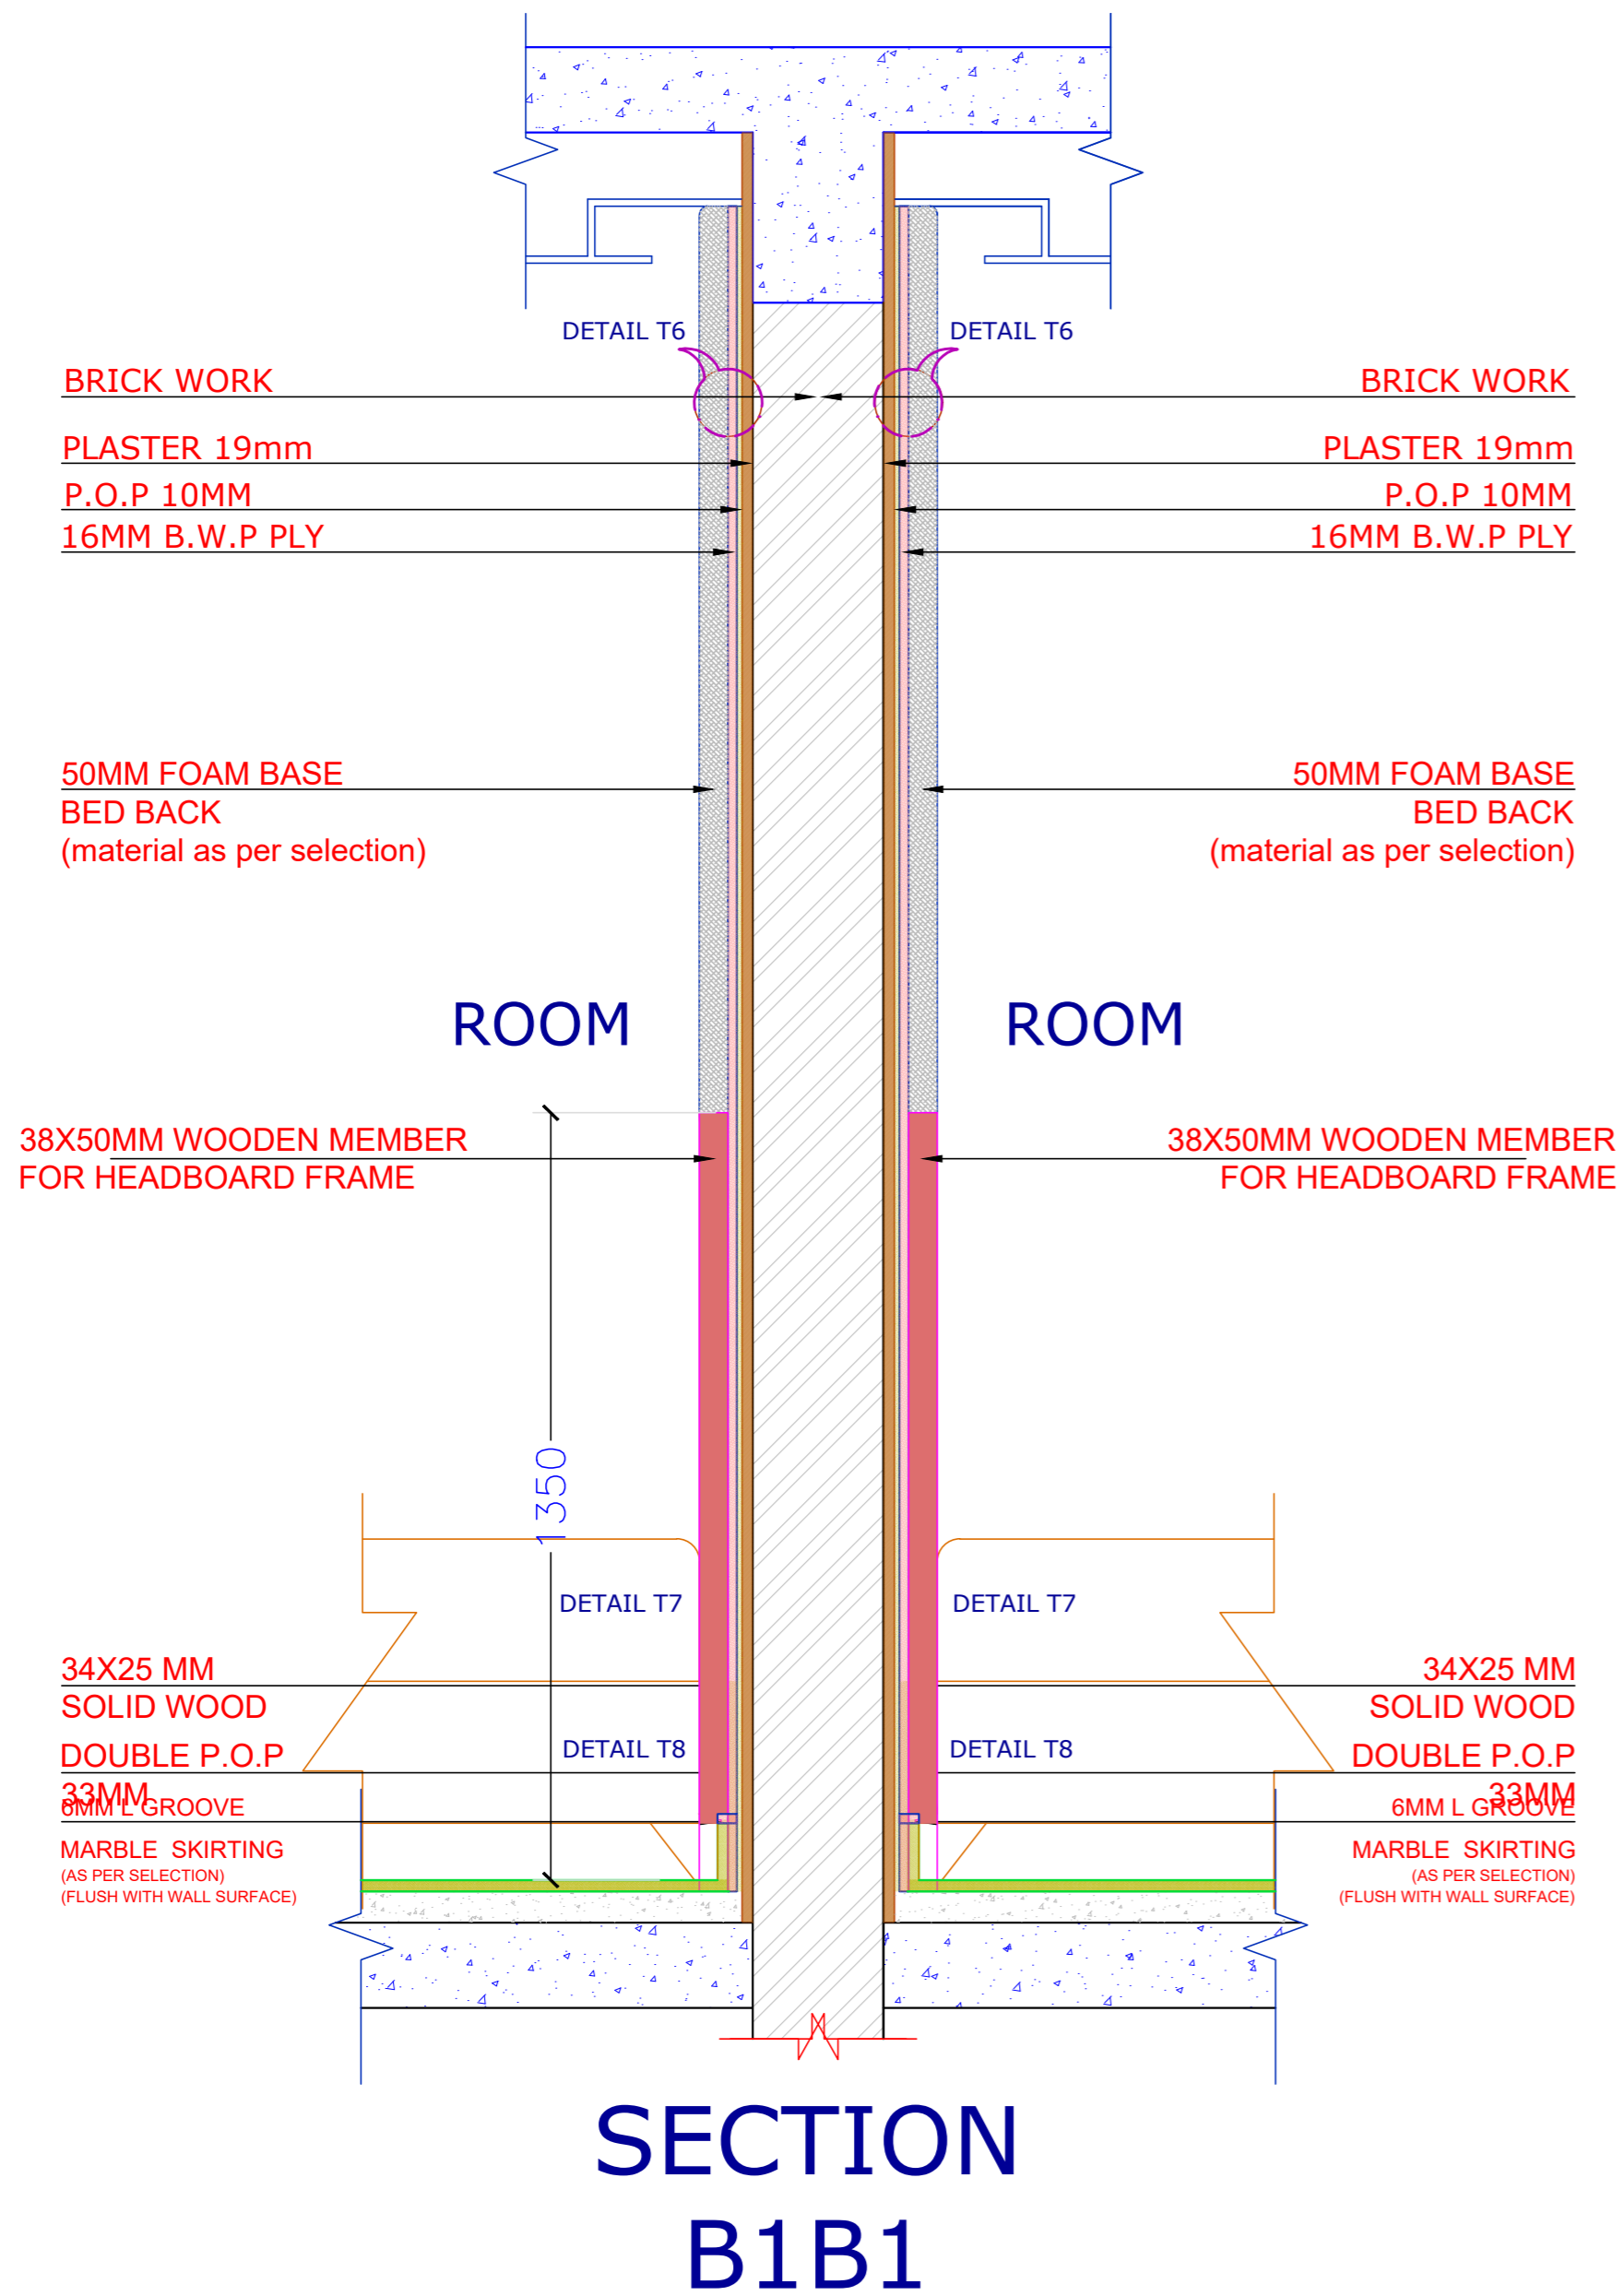 DETAIL T6
DETAIL T6
BRICK WORK
BRICK WORK
PLASTER 19mm
PLASTER 19mm
P.O.P 10MM
P.O.P 10MM
16MM B.W.P PLY
16MM B.W.P PLY
50MM FOAM BASE
BED BACK
(material as per selection)
50MM FOAM BASE
BED BACK
(material as per selection)
ROOM
ROOM
38X50MM WOODEN MEMBER
FOR HEADBOARD FRAME
38X50MM WOODEN MEMBER
FOR HEADBOARD FRAME
1350
DETAIL T7
DETAIL T7
34X25 MM
SOLID WOOD
34X25 MM
SOLID WOOD
DETAIL T8
DETAIL T8
DOUBLE P.O.P
33MM
DOUBLE P.O.P
33MM
6MM L GROOVE
6MM L GROOVE
MARBLE SKIRTING
(AS PER SELECTION)
(FLUSH WITH WALL SURFACE)
MARBLE SKIRTING
(AS PER SELECTION)
(FLUSH WITH WALL SURFACE)
SECTION
B1B1